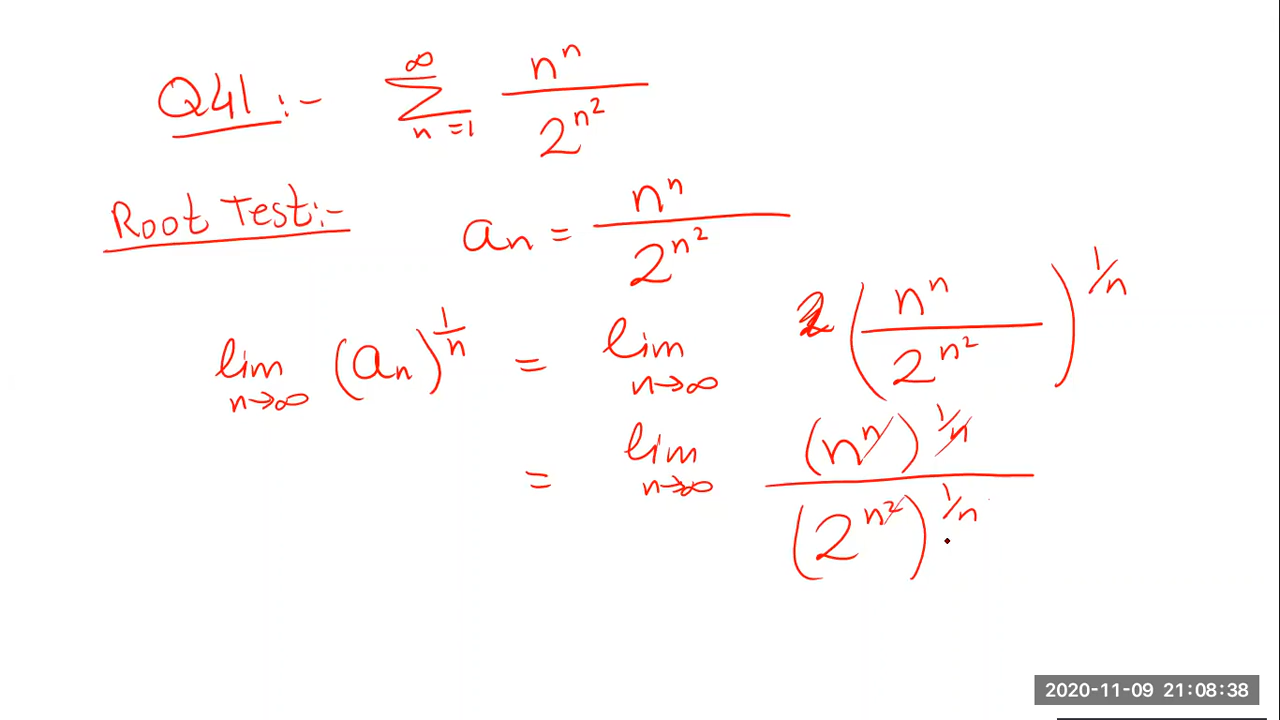 Q41 :- ∑_{n=1}^{∞} n^n / 2^{n^2}
Root Test:- a_n = n^n / 2^{n^2}
lim_{n→∞} (a_n)^{1/n} = lim_{n→∞} (n^n / 2^{n^2})^{1/n}
= lim_{n→∞} (n^n)^{1/n} / (2^{n^2})^{1/n}
2020-11-09 21:08:38